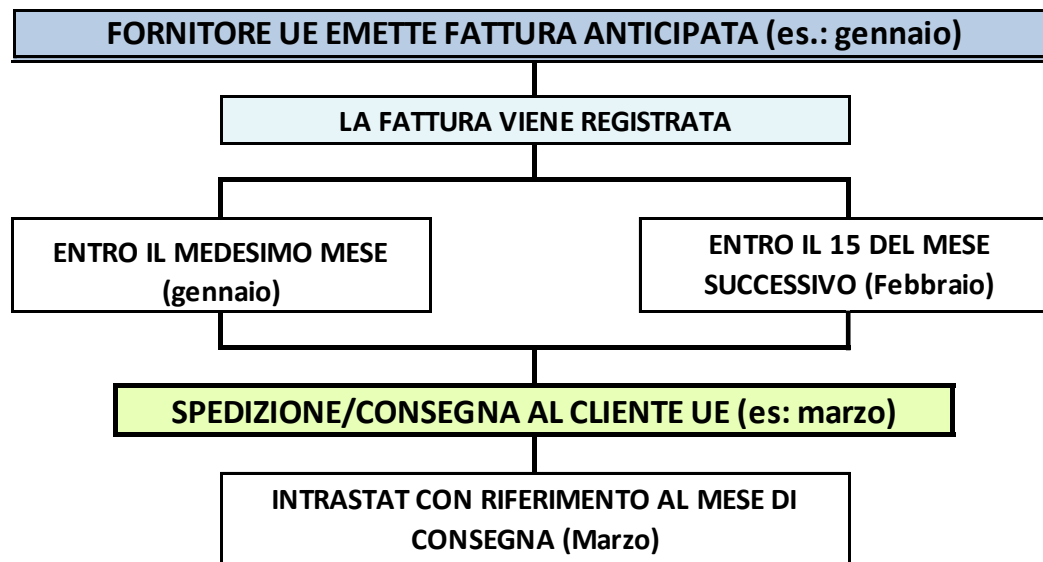 FORNITORE UE EMETTE FATTURA ANTICIPATA (es.: gennaio)
LA FATTURA VIENE REGISTRATA
ENTRO IL MEDESIMO MESE
(gennaio)
ENTRO IL 15 DEL MESE
SUCCESSIVO (Febbraio)
SPEDIZIONE/CONSEGNA AL CLIENTE UE (es: marzo)
INTRASTAT CON RIFERIMENTO AL MESE DI
CONSEGNA (Marzo)